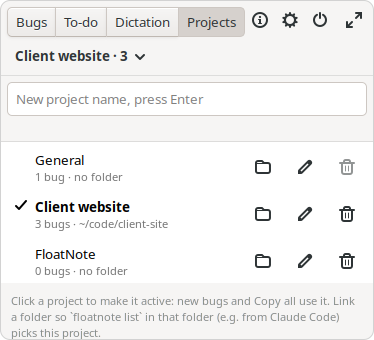 Bugs To-do Dictation Projects
Client website · 3
New project name, press Enter
General
1 bug · no folder
Client website
3 bugs · ~/code/client-site
FloatNote
0 bugs · no folder
Click a project to make it active: new bugs and Copy all use it. Link
a folder so `floatnote list` in that folder (e.g. from Claude Code)
picks this project.